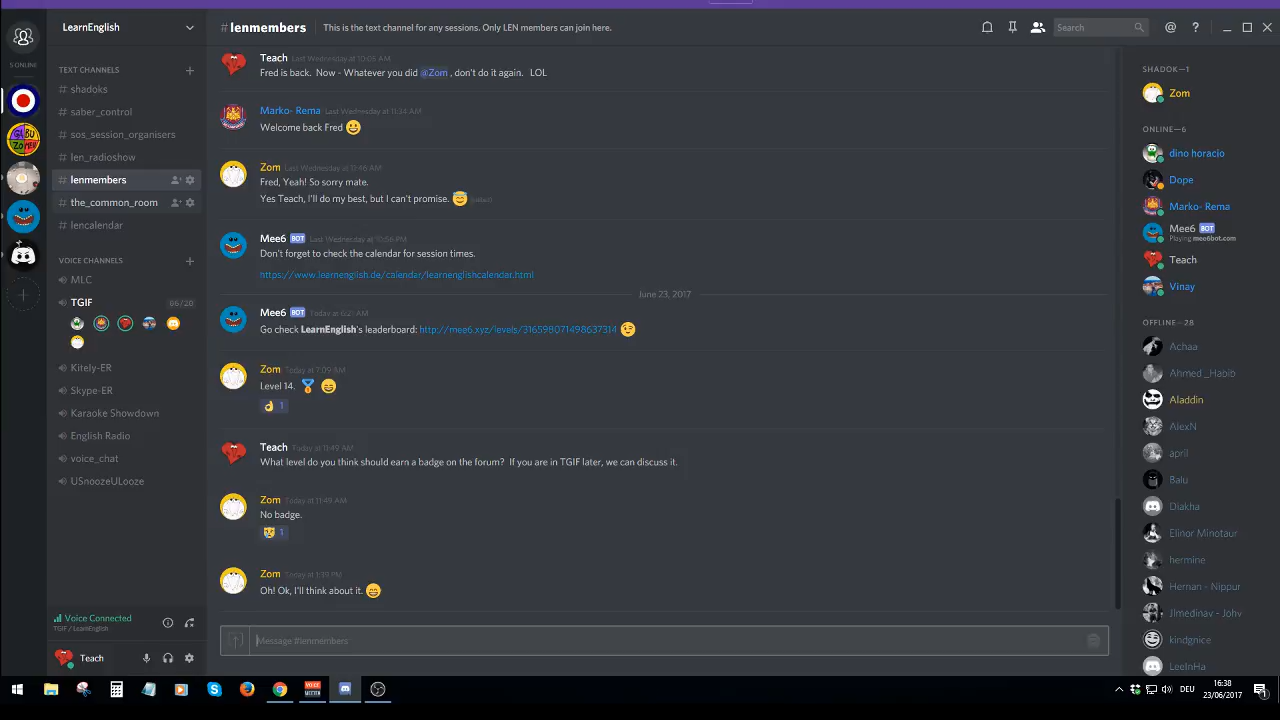 LearnEnglish
# lenmembers
This is the text channel for any sessions. Only LEN members can join here.
Search
5 ONLINE
TEXT CHANNELS
# shadoks
# saber_control
# sos_session_organisers
# len_radioshow
# lenmembers
# the_common_room
# lencalendar
VOICE CHANNELS
MLC
TGIF
06/20
Kitely-ER
Skype-ER
Karaoke Showdown
English Radio
voice_chat
USnoozeULooze
Voice Connected
TGIF / LearnEnglish
Teach
Teach Last Wednesday at 10:06 AM
Fred is back. Now - Whatever you did @Zom , don't do it again. LOL
Marko- Rema Last Wednesday at 11:34 AM
Welcome back Fred
Zom Last Wednesday at 11:46 AM
Fred, Yeah! So sorry mate.
Yes Teach, I'll do my best, but I can't promise. (edited)
Mee6 BOT Last Wednesday at 10:06 PM
Don't forget to check the calendar for session times.
https://www.learnenglish.de/calendar/learnenglishcalendar.html
June 23, 2017
Mee6 BOT Today at 6:21 AM
Go check LearnEnglish's leaderboard: http://mee6.xyz/levels/316598071498637314
Zom Today at 7:09 AM
Level 14.
1
Teach Today at 11:49 AM
What level do you think should earn a badge on the forum? If you are in TGIF later, we can discuss it.
Zom Today at 11:49 AM
No badge.
1
Zom Today at 1:39 PM
Oh! Ok, I'll think about it.
Message #lenmembers
SHADOK—1
Zom
ONLINE—6
dino horacio
Dope
Marko- Rema
Mee6 BOT
Playing mee6bot.com
Teach
Vinay
OFFLINE—28
Achaa
Ahmed _Habib
Aladdin
AlexN
april
Balu
Diakha
Elinor Minotaur
hermine
Hernan - Nippur
Jlmedinav - Johv
kindgnice
LeeInHa
VOICE
MEETER
DEU
16:38
23/06/2017